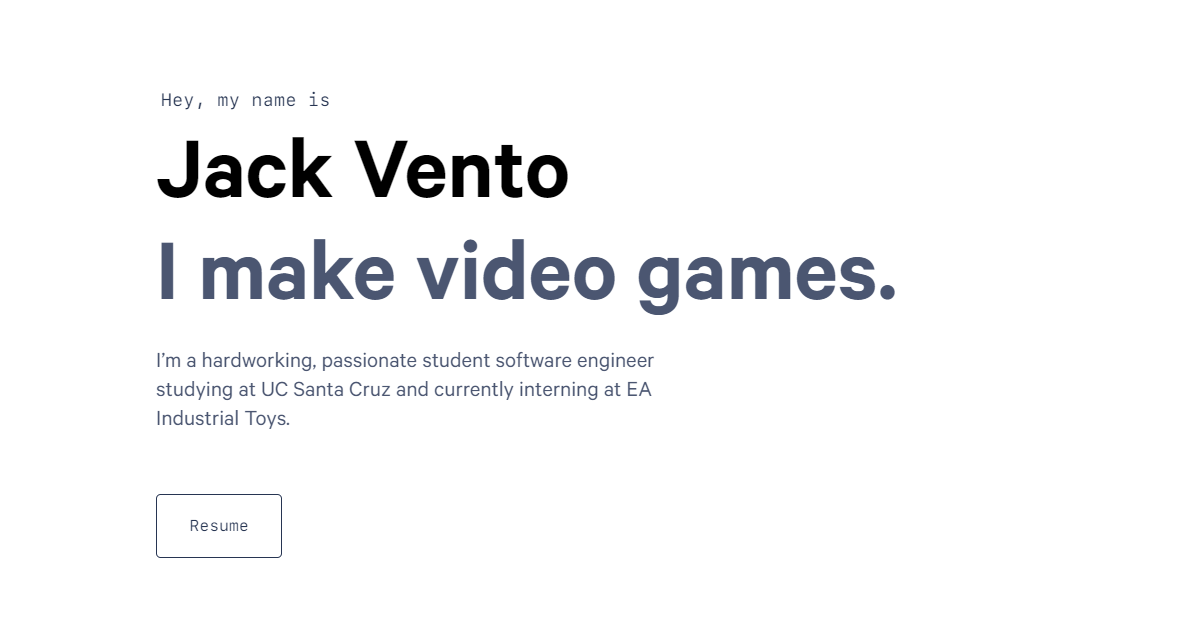 Hey, my name is
Jack Vento
I make video games.
I’m a hardworking, passionate student software engineer
studying at UC Santa Cruz and currently interning at EA
Industrial Toys.
Resume